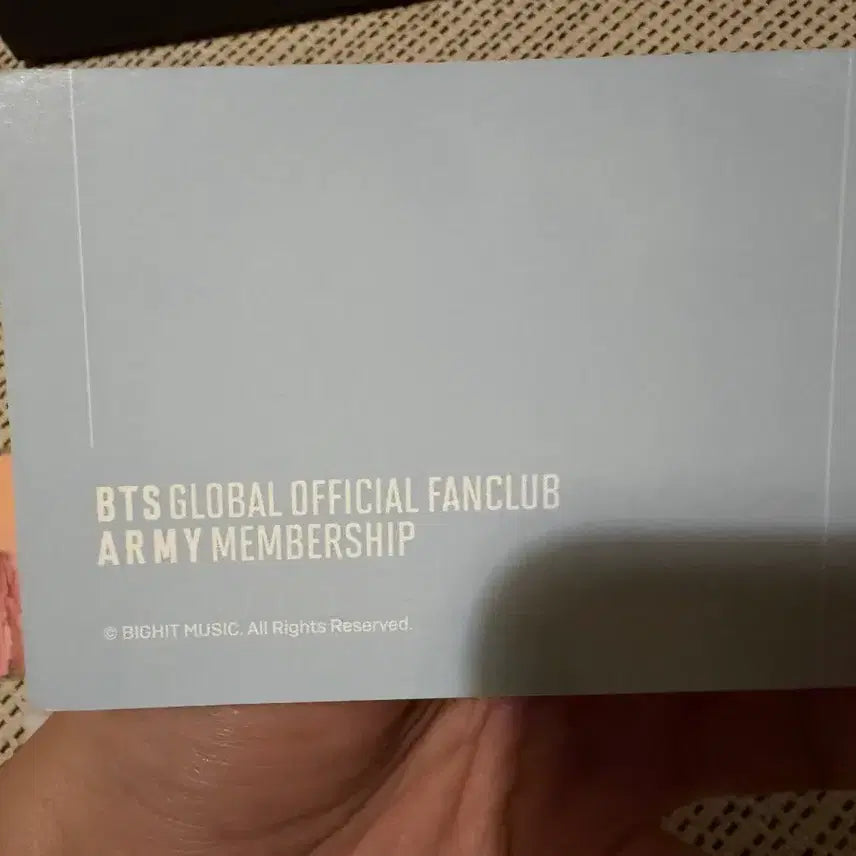 BTS GLOBAL OFFICIAL FANCLUB
ARMY MEMBERSHIP
© BIGHIT MUSIC. All Rights Reserved.